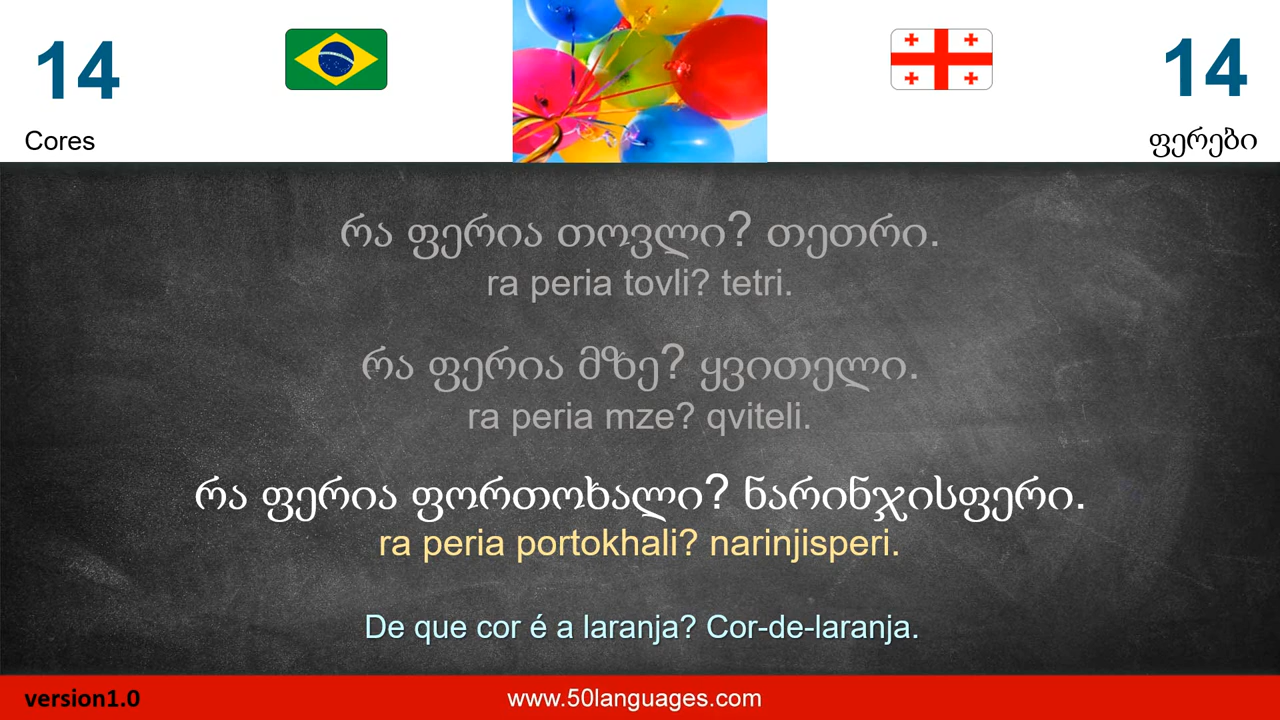 14
14
Cores
ფერები
რა ფერია თოვლი? თეთრი.
ra peria tovli? tetri.
რა ფერია მზე? ყვითელი.
ra peria mze? qviteli.
რა ფერია ფორთოხალი? ნარინჯისფერი.
ra peria portokhali? narinjisperi.
De que cor é a laranja? Cor-de-laranja.
version1.0
www.50languages.com